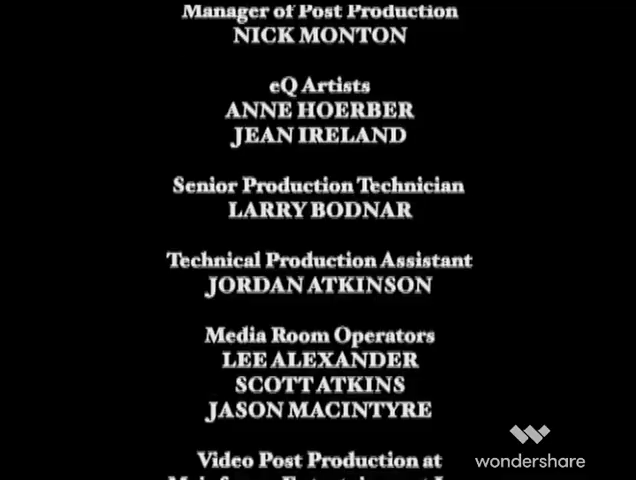 Manager of Post Production
NICK MONTON
eQ Artists
ANNE HOERBER
JEAN IRELAND
Senior Production Technician
LARRY BODNAR
Technical Production Assistant
JORDAN ATKINSON
Media Room Operators
LEE ALEXANDER
SCOTT ATKINS
JASON MACINTYRE
Video Post Production at
wondershare